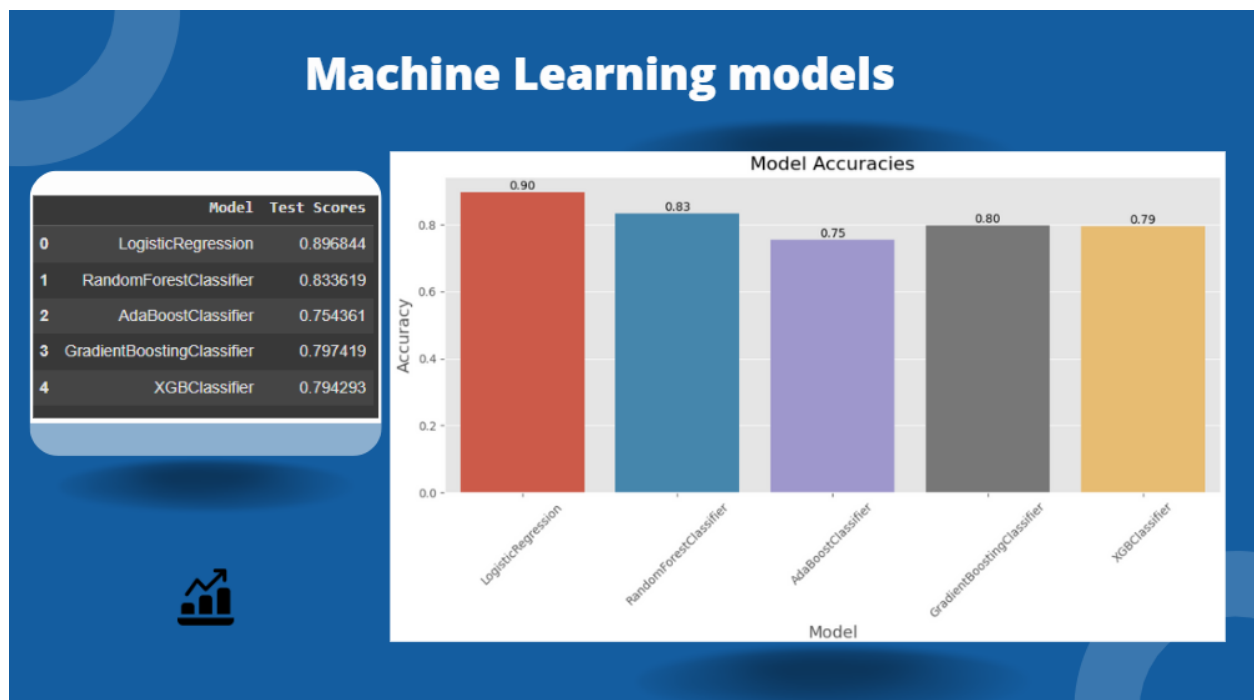 Machine Learning models
Model Test Scores
0 LogisticRegression 0.896844
1 RandomForestClassifier 0.833619
2 AdaBoostClassifier 0.754361
3 GradientBoostingClassifier 0.797419
4 XGBClassifier 0.794293
Model Accuracies
0.90
0.83
0.75
0.80
0.79
Accuracy
0.8
0.6
0.4
0.2
0.0
LogisticRegression
RandomForestClassifier
AdaBoostClassifier
GradientBoostingClassifier
XGBClassifier
Model